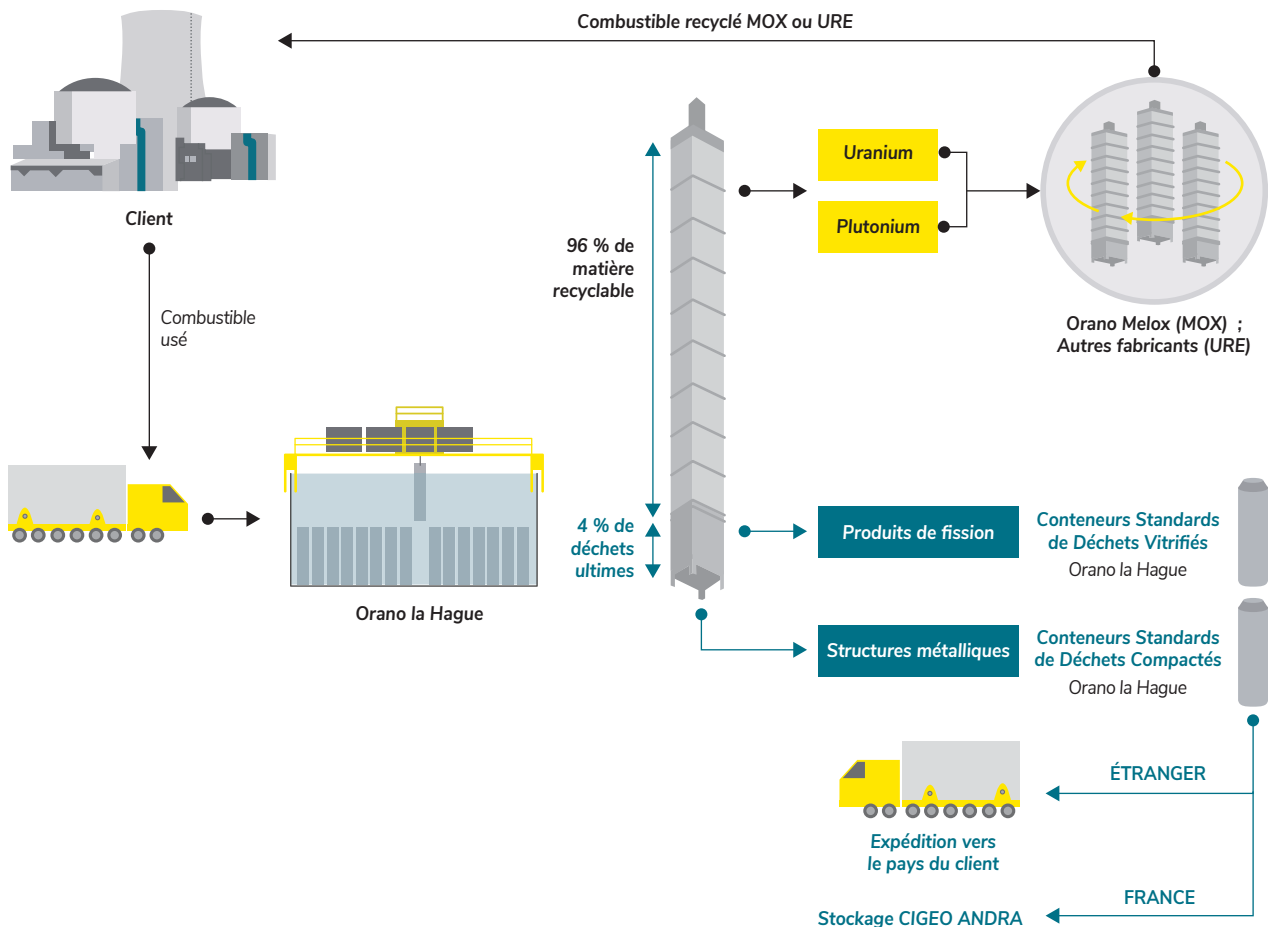 Combustible recyclé MOX ou URE
Client
Combustible
usé
Orano la Hague
96 % de
matière
recyclable
4 % de
déchets
ultimes
Uranium
Plutonium
Orano Melox (MOX) ;
Autres fabricants (URE)
Produits de fission
Conteneurs Standards
de Déchets Vitrifiés
Orano la Hague
Structures métalliques
Conteneurs Standards
de Déchets Compactés
Orano la Hague
ÉTRANGER
Expédition vers
le pays du client
FRANCE
Stockage CIGEO ANDRA